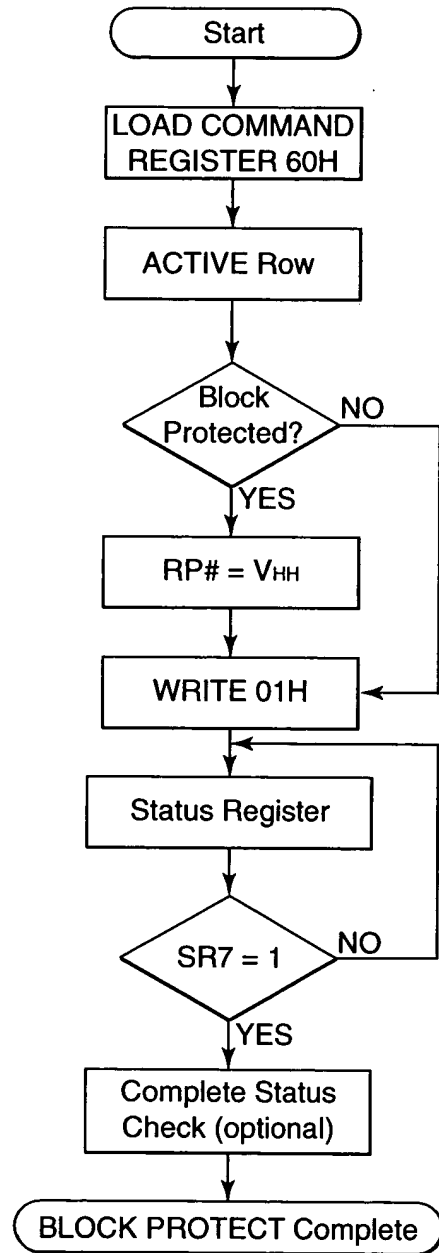 Start
LOAD COMMAND
REGISTER 60H
ACTIVE Row
Block
Protected?
NO
YES
RP# = VHH
WRITE 01H
Status Register
SR7 = 1
NO
YES
Complete Status
Check (optional)
BLOCK PROTECT Complete